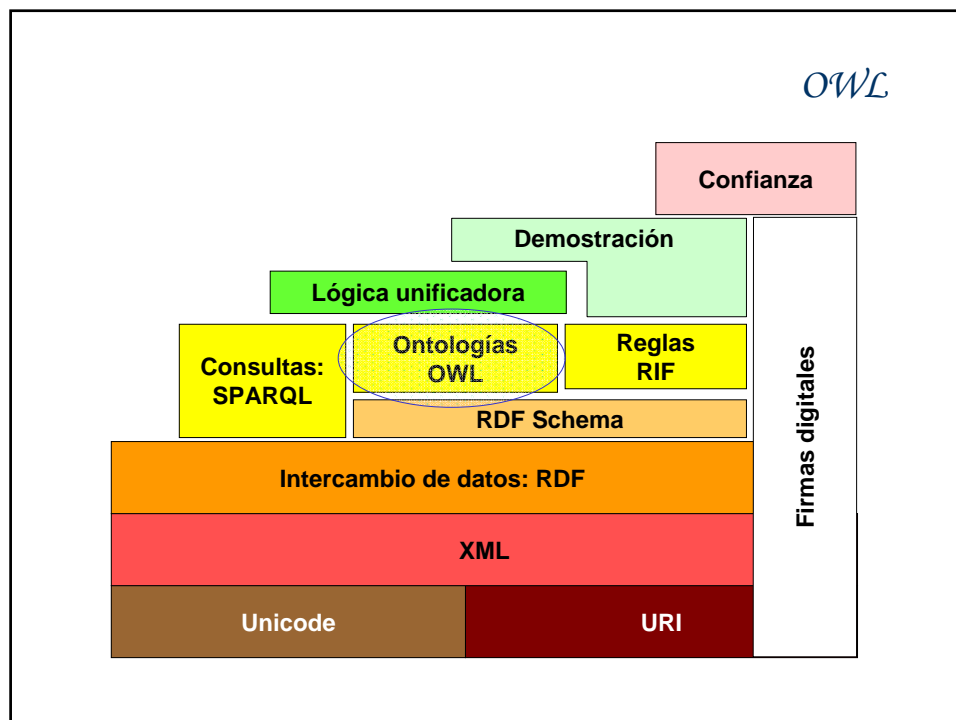 OWL
Confianza
Demostración
Lógica unificadora
Consultas:
SPARQL
Ontologías
OWL
Reglas
RIF
RDF Schema
Intercambio de datos: RDF
XML
Unicode
URI
Firmas digitales